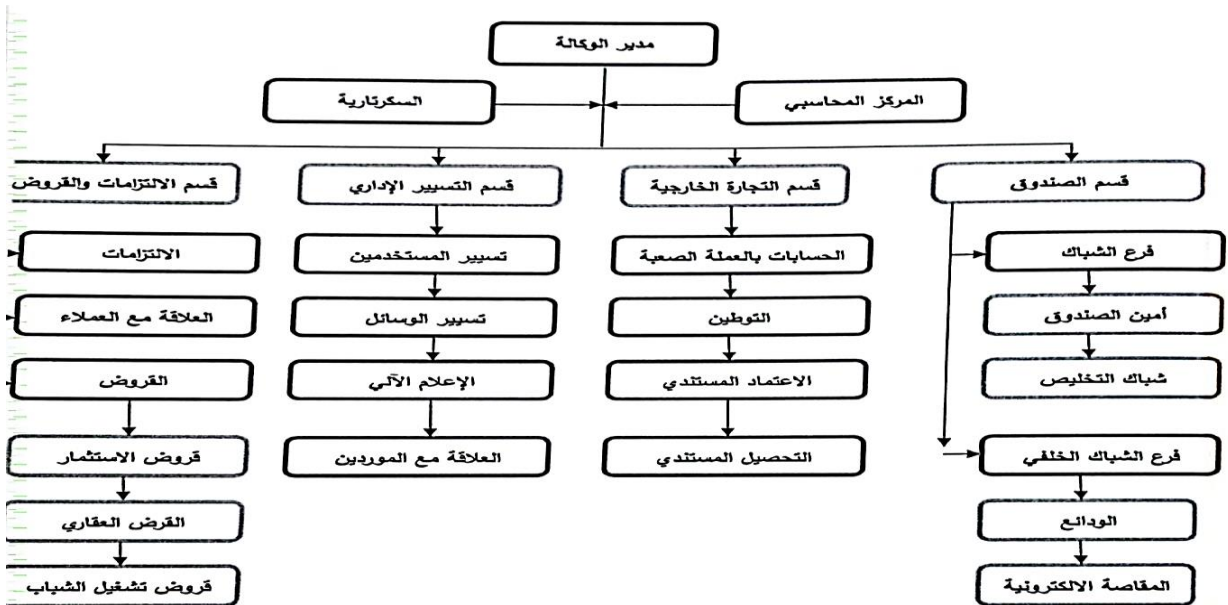 مدير الوكالة
المركز المحاسبي
السكرتارية
قسم الصندوق
قسم التجارة الخارجية
قسم التسيير الإداري
قسم الالتزامات والقروض
فرع الشباك
الحسابات بالعملة الصعبة
تسيير المستخدمين
الالتزامات
أمين الصندوق
التوطين
تسيير الوسائل
العلاقة مع العملاء
شباك التخليص
الاعتماد المستندي
الإعلام الآلي
القروض
فرع الشباك الخلفي
التحصيل المستندي
العلاقة مع الموردين
قروض الاستثمار
الودائع
القرض العقاري
المقاصة الالكترونية
قروض تشغيل الشباب